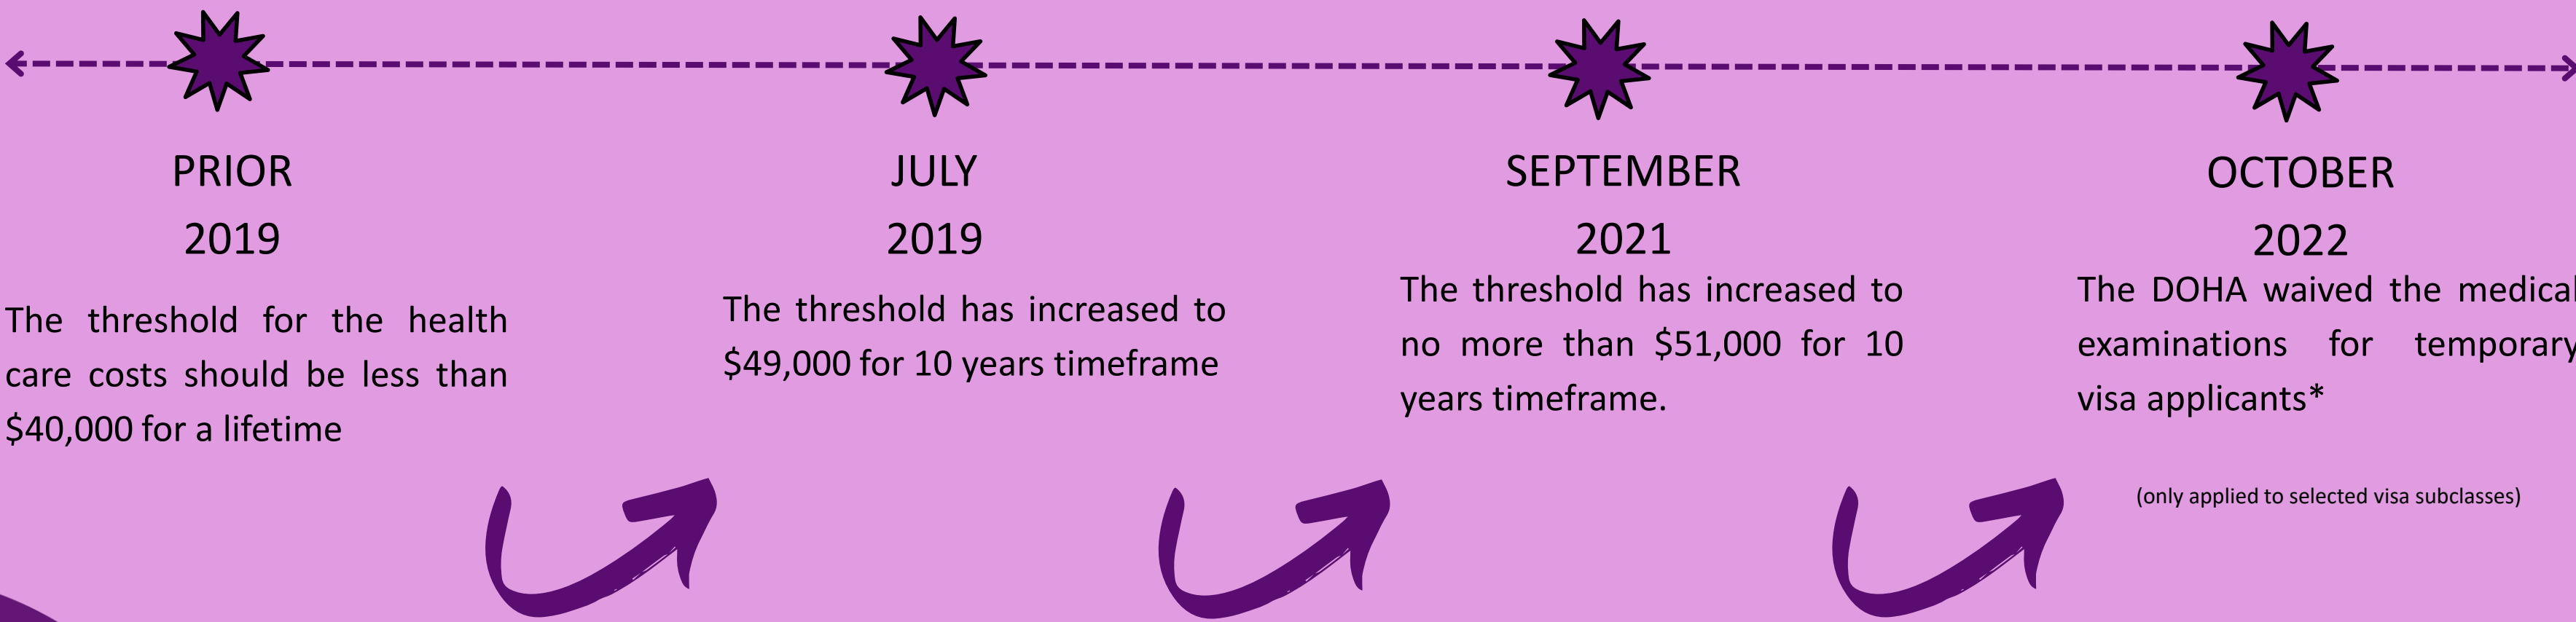 PRIOR
2019
The threshold for the health
care costs should be less than
$40,000 for a lifetime
JULY
2019
The threshold has increased to
$49,000 for 10 years timeframe
SEPTEMBER
2021
The threshold has increased to
no more than $51,000 for 10
years timeframe.
OCTOBER
2022
The DOHA waived the medical
examinations for temporary
visa applicants*
(only applied to selected visa subclasses)